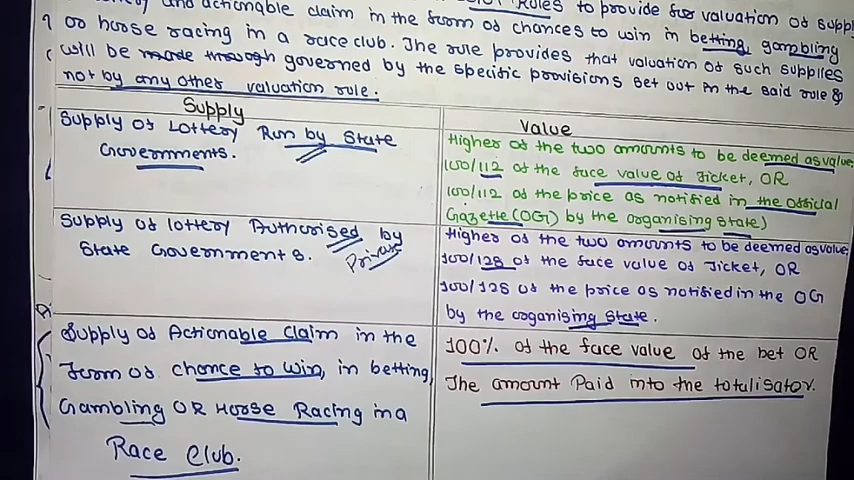 and actionable claim in the form of chances to win in betting, gambling
Rules to provide for valuation of supply
or horse racing in a race club. The rule provides that valuation of such supplies
will be made through governed by the specific provisions set out in the said rule &
not by any other valuation rule.
Supply
Value
Supply of Lottery Run by State
Governments.
Higher of the two amounts to be deemed as value
100/112 of the face value of Ticket, OR
100/112 of the price as notified in the official
Gazette(OG) by the organising state)
Supply of lottery Authorised by
State Governments.
Private
Higher of the two amounts to be deemed as value
100/128 of the face value of Ticket, OR
100/128 of the price as notified in the OG
by the organising state.
Supply of Actionable Claim in the
form of chance to win, in betting,
Gambling OR Horse Racing in a
Race Club.
100% of the face value of the bet OR
The amount Paid into the totalisator.